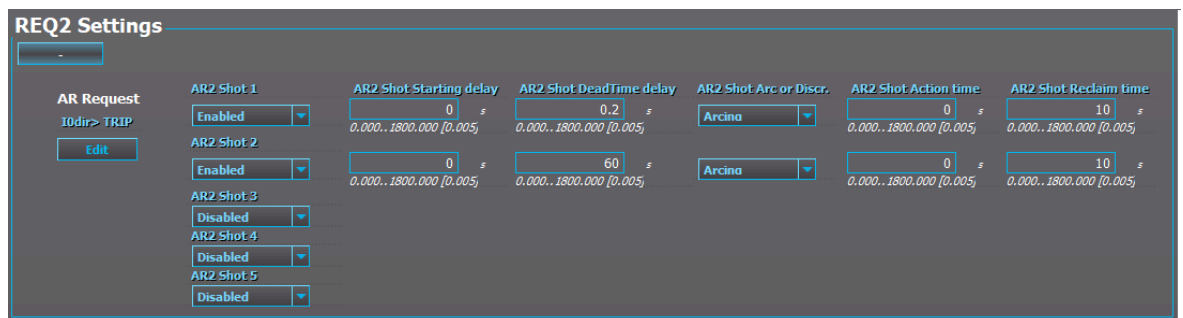 REQ2 Settings
-
AR Request
I0dir> TRIP
Edit
AR2 Shot 1 AR2 Shot Starting delay AR2 Shot DeadTime delay AR2 Shot Arc or Discr. AR2 Shot Action time AR2 Shot Reclaim time
Enabled 0 s 0.2 s Arcing 0 s 10 s
0.000..1800.000 [0.005] 0.000..1800.000 [0.005] 0.000..1800.000 [0.005] 0.000..1800.000 [0.005]
AR2 Shot 2
Enabled 0 s 60 s Arcing 0 s 10 s
0.000..1800.000 [0.005] 0.000..1800.000 [0.005] 0.000..1800.000 [0.005] 0.000..1800.000 [0.005]
AR2 Shot 3
Disabled
AR2 Shot 4
Disabled
AR2 Shot 5
Disabled